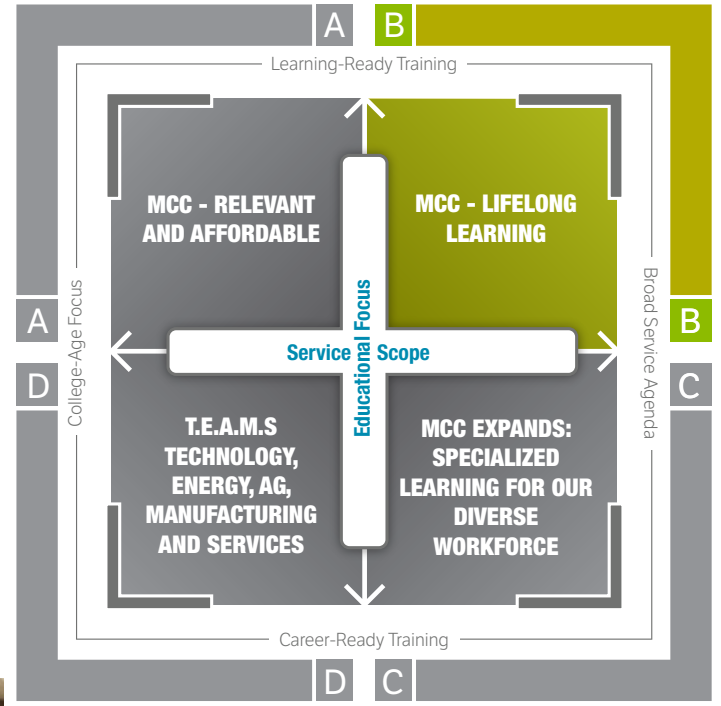 A B
Learning-Ready Training
MCC - RELEVANT
AND AFFORDABLE
MCC - LIFELONG
LEARNING
A
B
College-Age Focus
Broad Service Agenda
Educational Focus
Service Scope
D
C
T.E.A.M.S
TECHNOLOGY,
ENERGY, AG,
MANUFACTURING
AND SERVICES
MCC EXPANDS:
SPECIALIZED
LEARNING FOR OUR
DIVERSE
WORKFORCE
Career-Ready Training
D C